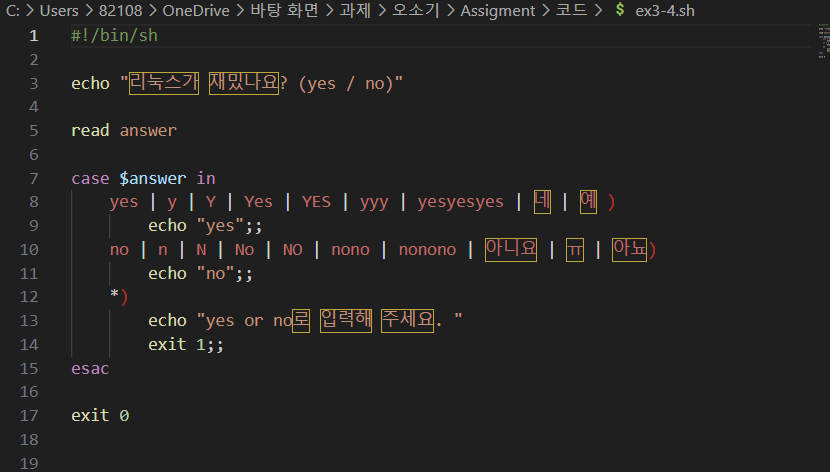 C: > Users > 82108 > OneDrive > 바탕 화면 > 과제 > 오소기 > Assigment > 코드 > $ ex3-4.sh
1 #!/bin/sh
2
3 echo "리눅스가 재밌나요? (yes / no)"
4
5 read answer
6
7 case $answer in
8 yes | y | Y | Yes | YES | yyy | yesyesyes | 네 | 예 )
9 echo "yes";;
10 no | n | N | No | NO | nono | nonono | 아니요 | ㅠ | 아뇨)
11 echo "no";;
12 *)
13 echo "yes or no로 입력해 주세요. "
14 exit 1;;
15 esac
16
17 exit 0
18
19